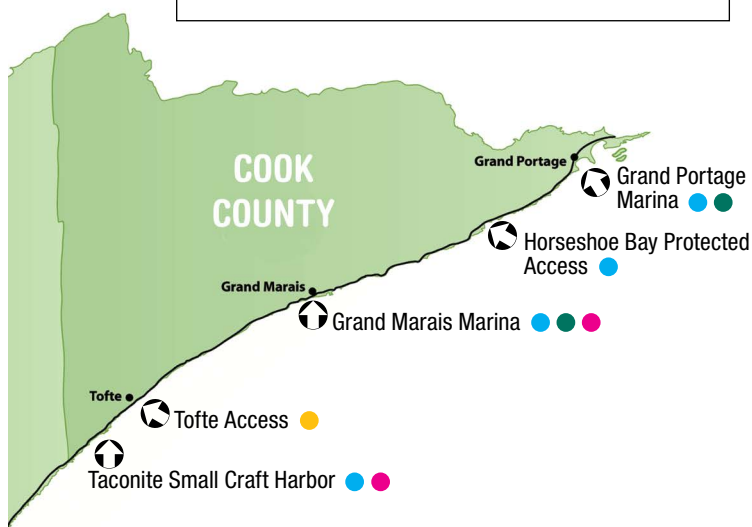 COOK
COUNTY
Grand Portage
Grand Portage
Marina
Horseshoe Bay Protected
Access
Grand Marais
Grand Marais Marina
Tofte
Tofte Access
Taconite Small Craft Harbor